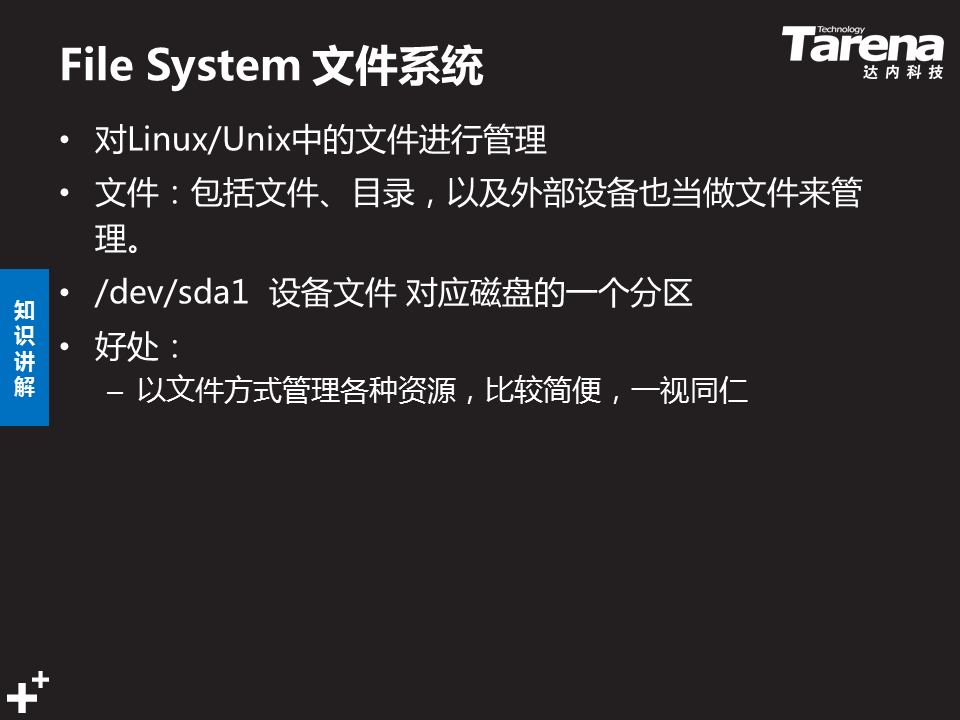 File System 文件系统
Technology
Tarena
达内科技
• 对Linux/Unix中的文件进行管理
• 文件：包括文件、目录，以及外部设备也当做文件来管
理。
• /dev/sda1 设备文件 对应磁盘的一个分区
• 好处：
– 以文件方式管理各种资源，比较简便，一视同仁
知
识
讲
解